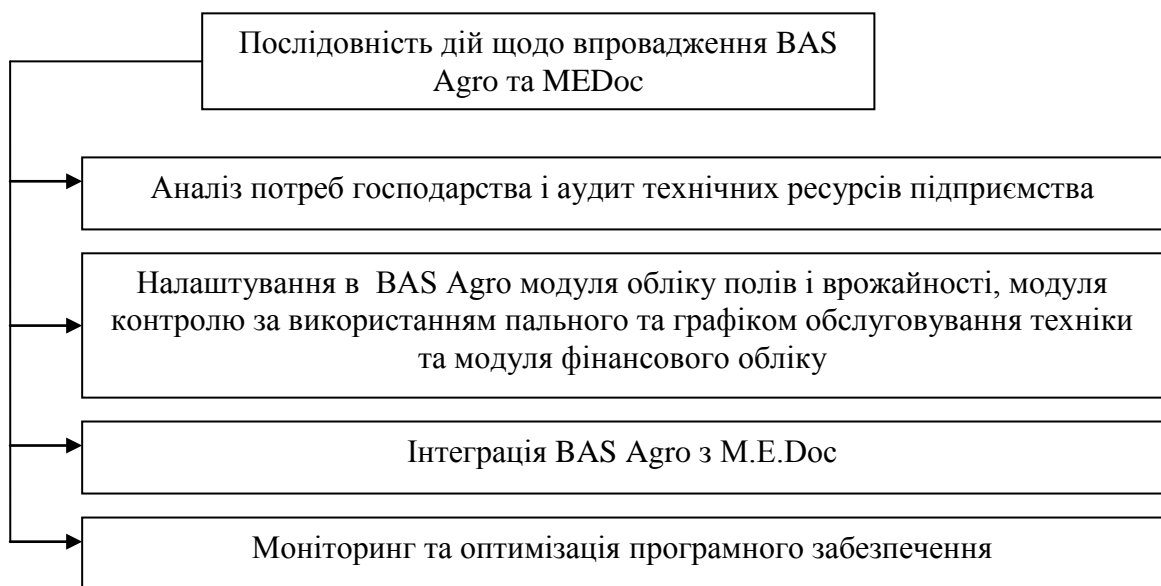 Послідовність дій щодо впровадження BAS
Agro та MEDoc
Аналіз потреб господарства і аудит технічних ресурсів підприємства
Налаштування в BAS Agro модуля обліку полів і врожайності, модуля
контролю за використанням пального та графіком обслуговування техніки
та модуля фінансового обліку
Інтеграція BAS Agro з M.E.Doc
Моніторинг та оптимізація програмного забезпечення